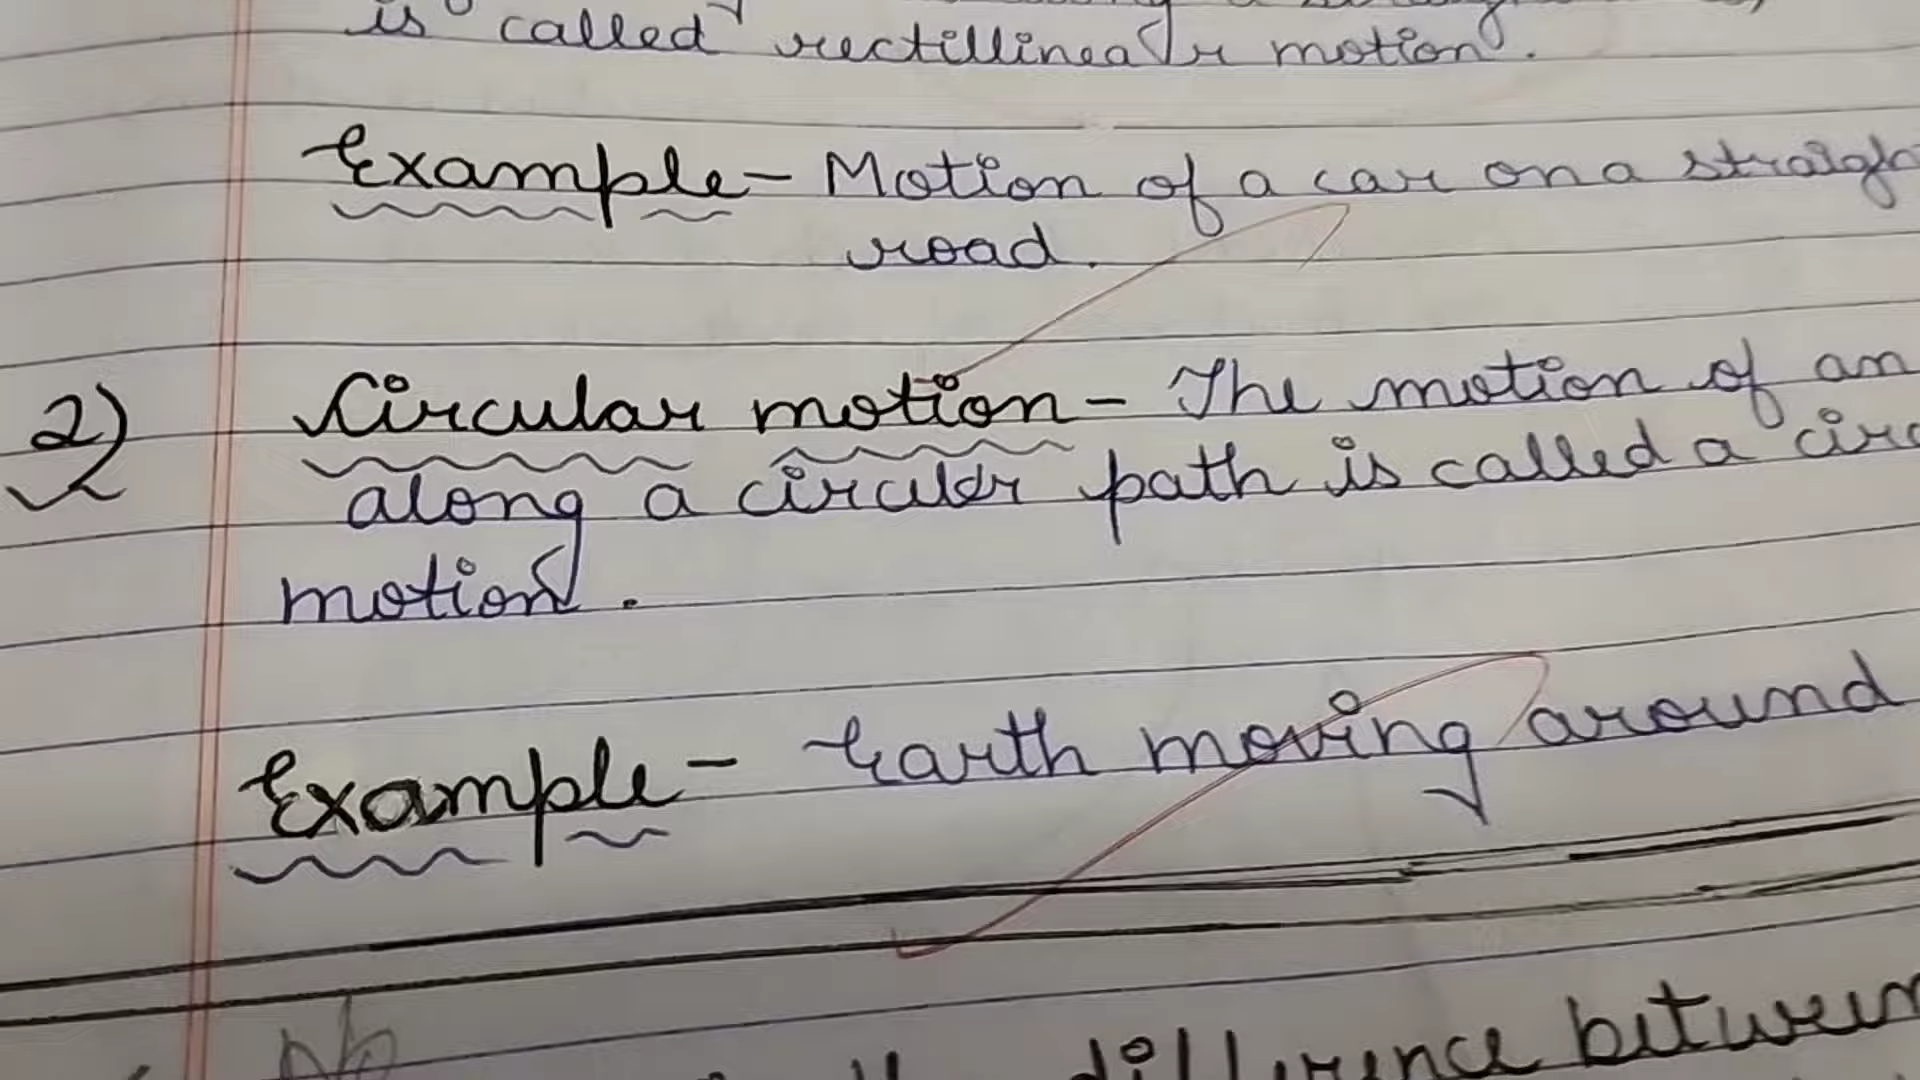 is called rectillinear motion.
Example- Motion of a car on a straigh
road.
2) Circular motion- The motion of an
along a circular path is called a circ
motion.
Example- Earth moving around
difference between